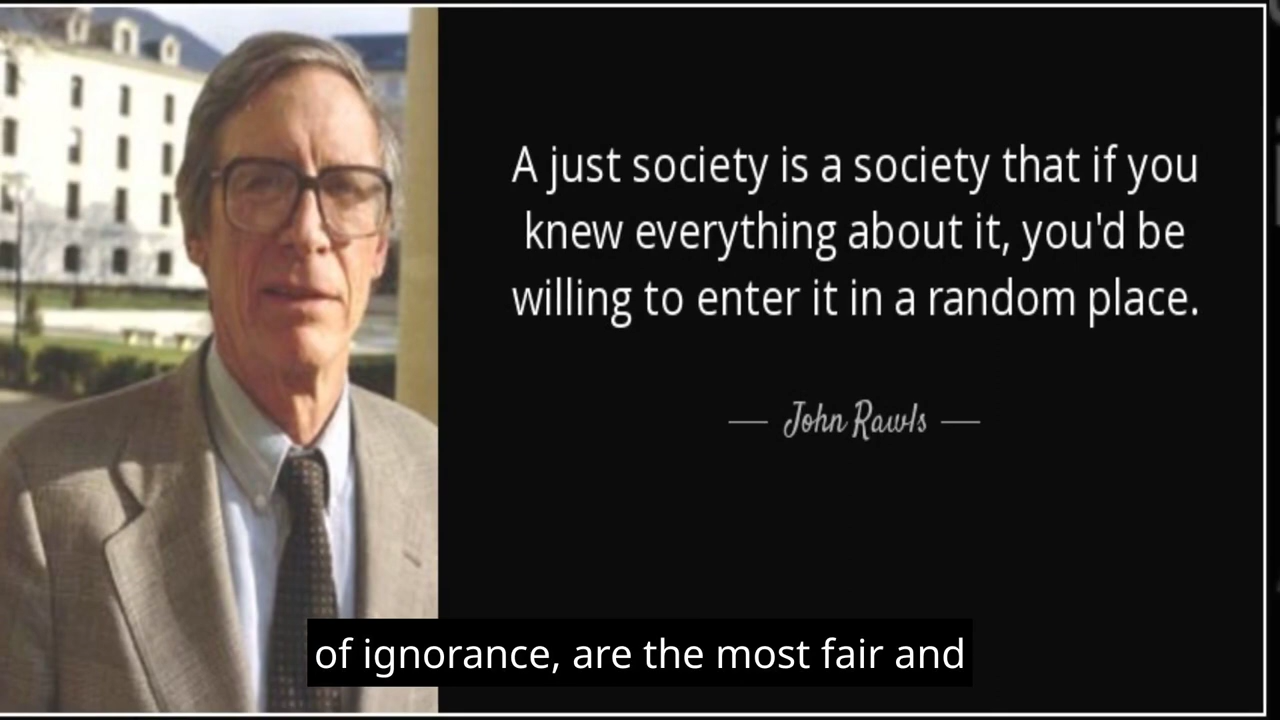 A just society is a society that if you
knew everything about it, you'd be
willing to enter it in a random place.
— John Rawls —
of ignorance, are the most fair and